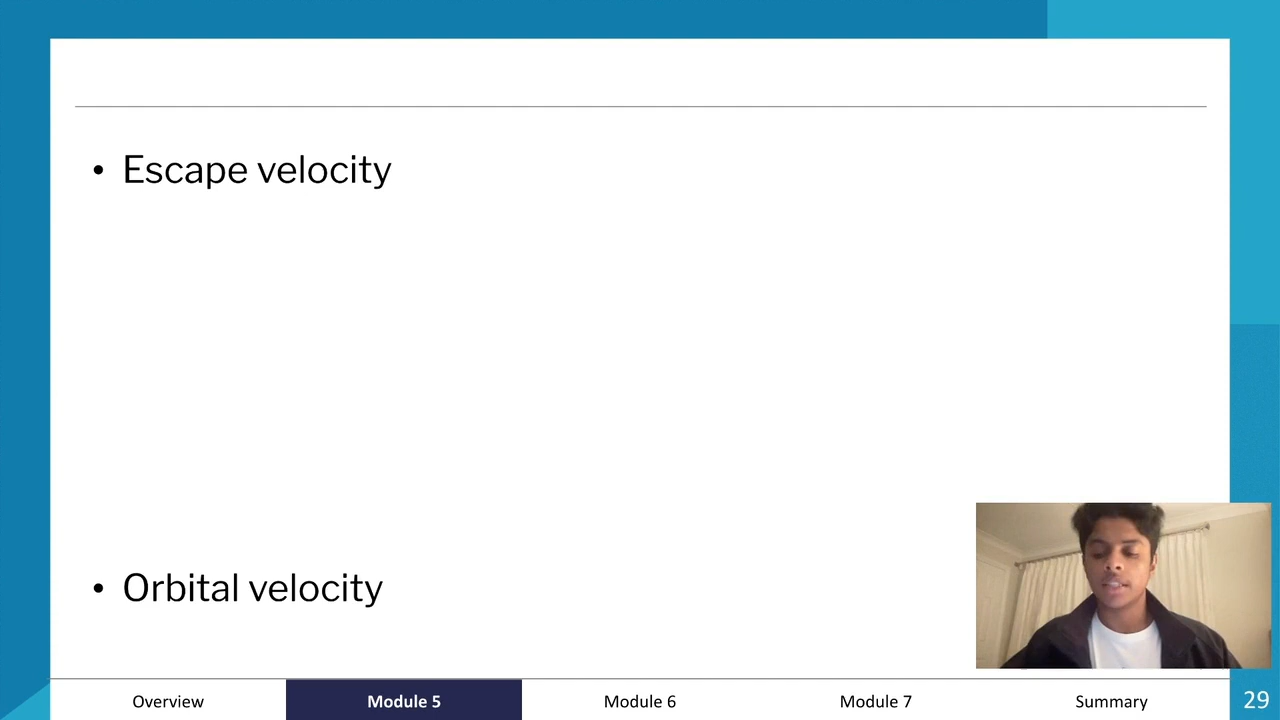 • Escape velocity
• Orbital velocity
Overview Module 5 Module 6 Module 7 Summary 29